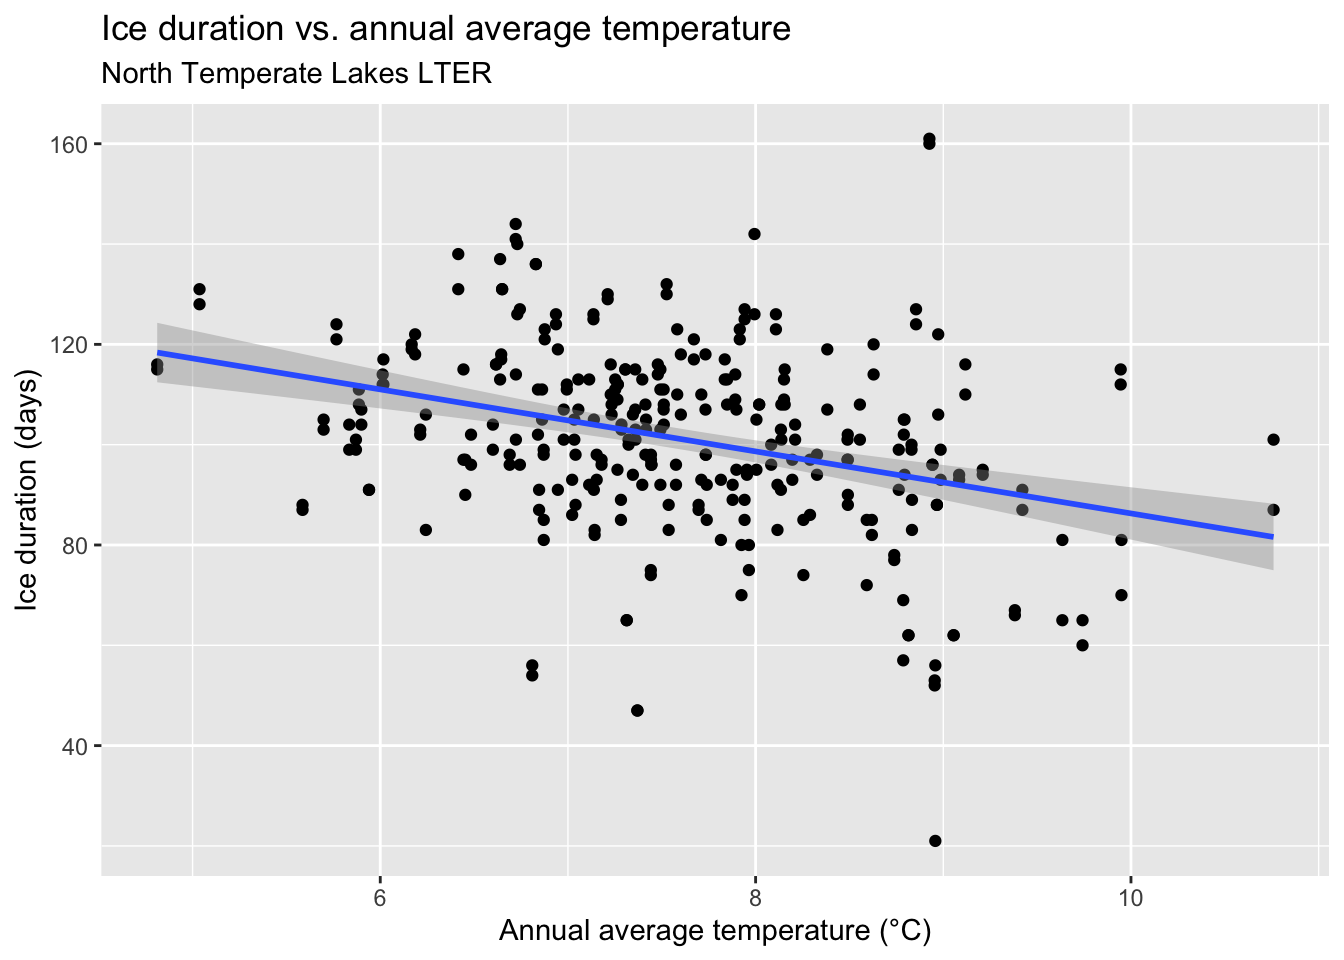 Ice duration vs. annual average temperature
North Temperate Lakes LTER
160
120
80
40
Ice duration (days)
6
8
10
Annual average temperature (°C)